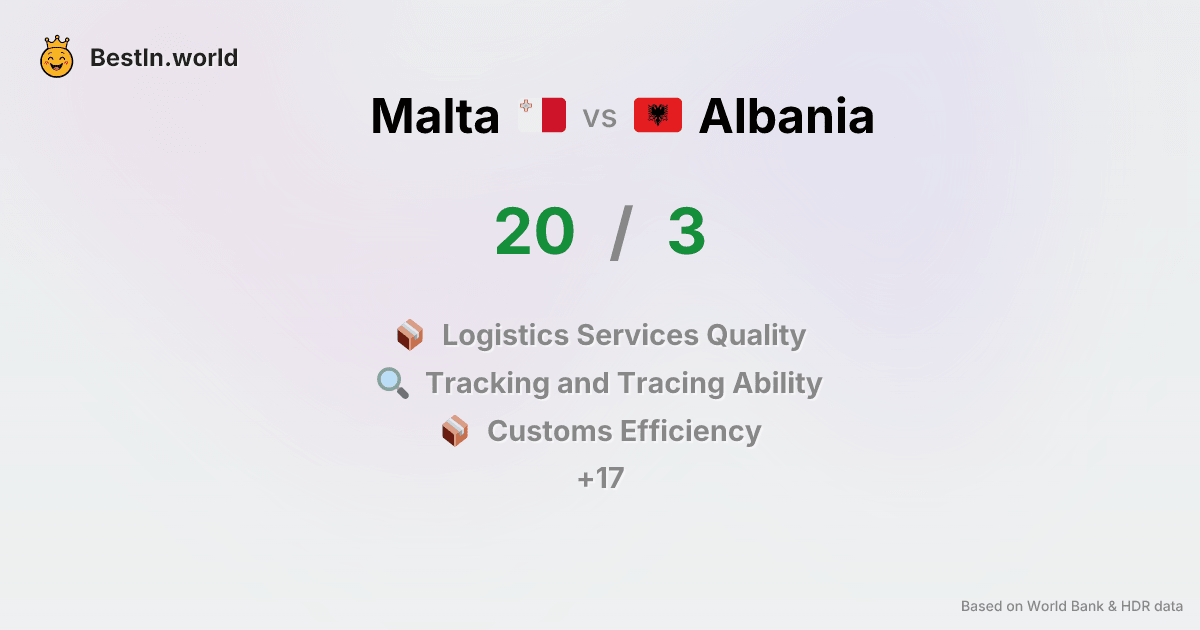 BestIn.world
Malta vs Albania
20 / 3
Logistics Services Quality
Tracking and Tracing Ability
Customs Efficiency
+17
Based on World Bank & HDR data